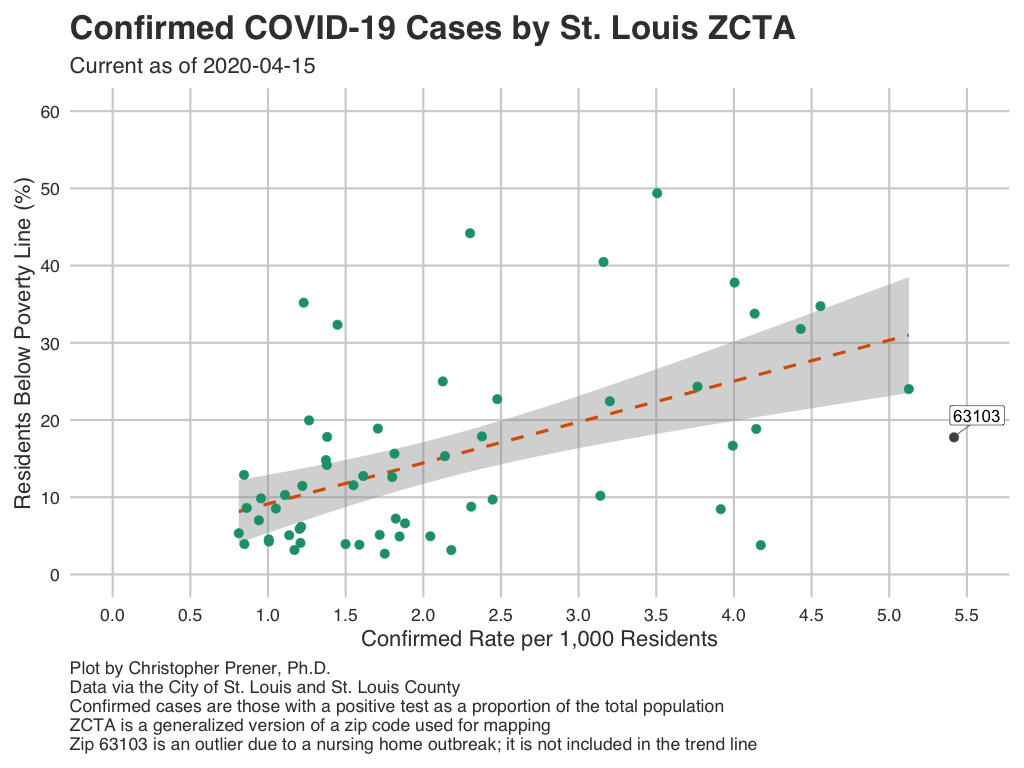 Confirmed COVID-19 Cases by St. Louis ZCTA
Current as of 2020-04-15
Residents Below Poverty Line (%)
60
50
40
30
20
10
0
63103
0.0 0.5 1.0 1.5 2.0 2.5 3.0 3.5 4.0 4.5 5.0 5.5
Confirmed Rate per 1,000 Residents
Plot by Christopher Prener, Ph.D.
Data via the City of St. Louis and St. Louis County
Confirmed cases are those with a positive test as a proportion of the total population
ZCTA is a generalized version of a zip code used for mapping
Zip 63103 is an outlier due to a nursing home outbreak; it is not included in the trend line